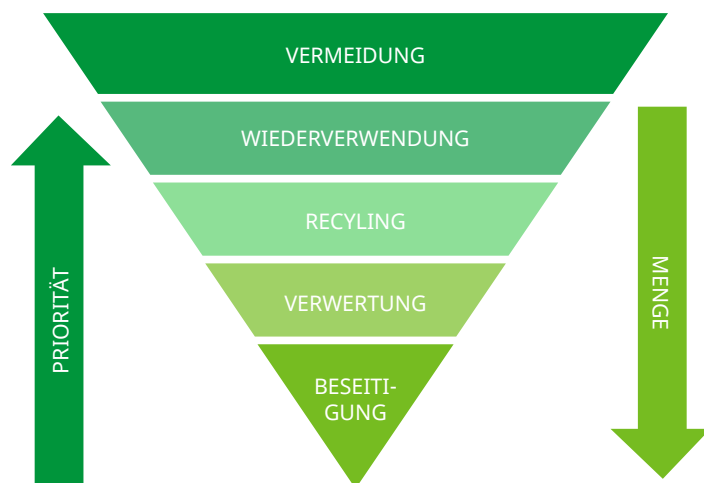 VERMEIDUNG
WIEDERVERWENDUNG
RECYLING
VERWERTUNG
BESEITI-
GUNG
PRIORITÄT
MENGE